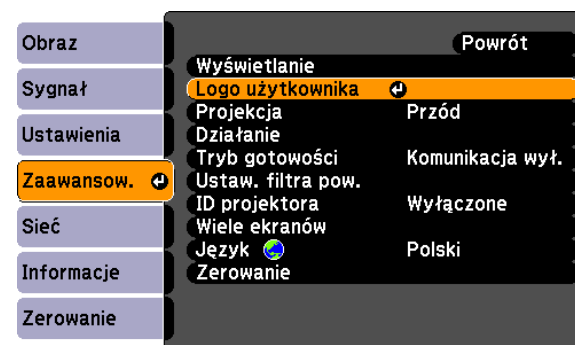 Obraz
Sygnał
Ustawienia
Zaawansow.
Sieć
Informacje
Zerowanie
Powrót
Wyświetlanie
Logo użytkownika
Projekcja Przód
Działanie
Tryb gotowości Komunikacja wył.
Ustaw. filtra pow.
ID projektora Wyłączone
Wiele ekranów
Język Polski
Zerowanie